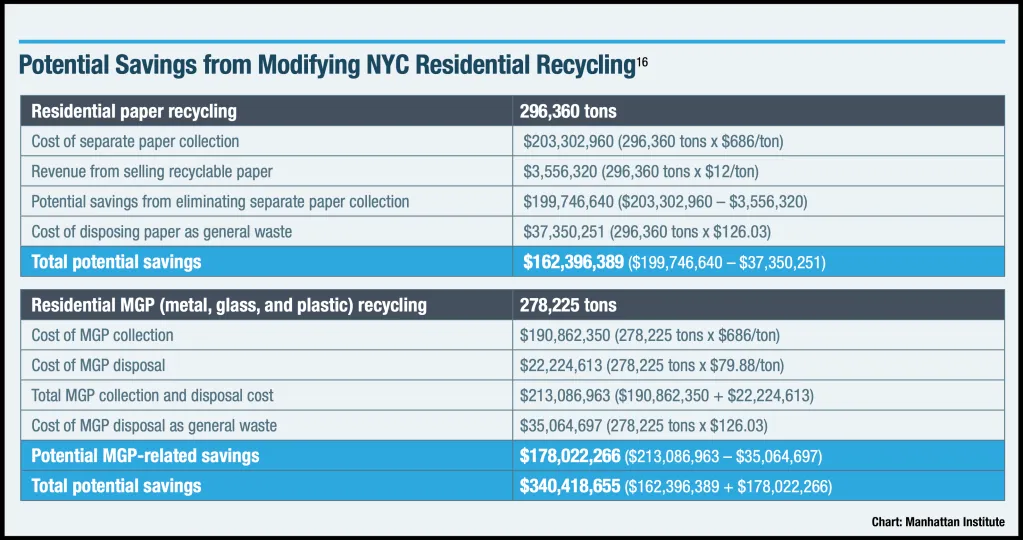 Potential Savings from Modifying NYC Residential Recycling16
Residential paper recycling 296,360 tons
Cost of separate paper collection $203,302,960 (296,360 tons x $686/ton)
Revenue from selling recyclable paper $3,556,320 (296,360 tons x $12/ton)
Potential savings from eliminating separate paper collection $199,746,640 ($203,302,960 – $3,556,320)
Cost of disposing paper as general waste $37,350,251 (296,360 tons x $126.03)
Total potential savings $162,396,389 ($199,746,640 – $37,350,251)
Residential MGP (metal, glass, and plastic) recycling 278,225 tons
Cost of MGP collection $190,862,350 (278,225 tons x $686/ton)
Cost of MGP disposal $22,224,613 (278,225 tons x $79.88/ton)
Total MGP collection and disposal cost $213,086,963 ($190,862,350 + $22,224,613)
Cost of MGP disposal as general waste $35,064,697 (278,225 tons x $126.03)
Potential MGP-related savings $178,022,266 ($213,086,963 – $35,064,697)
Total potential savings $340,418,655 ($162,396,389 + $178,022,266)
Chart: Manhattan Institute